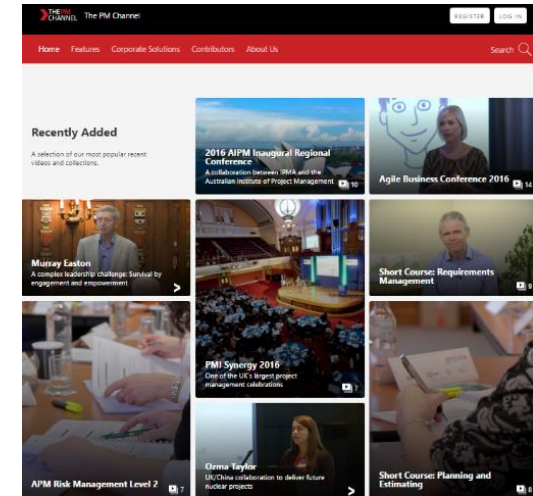 THE PM CHANNEL The PM Channel
REGISTER LOG IN
Home Features Corporate Solutions Contributors About Us Search
Recently Added
A selection of our most popular recent
videos and collections.
2016 AIPM Inaugural Regional
Conference
A collaboration between IPMA and the
Australian Institute of Project Management 10
Agile Business Conference 2016 14
Murray Easton
A complex leadership challenge: Survival by
engagement and empowerment
PMI Synergy 2016
One of the UK's largest project
management celebrations 7
Short Course: Requirements
Management 9
APM Risk Management Level 2 7
Ozma Taylor
UK/China collaboration to deliver future
nuclear projects
Short Course: Planning and
Estimating 8